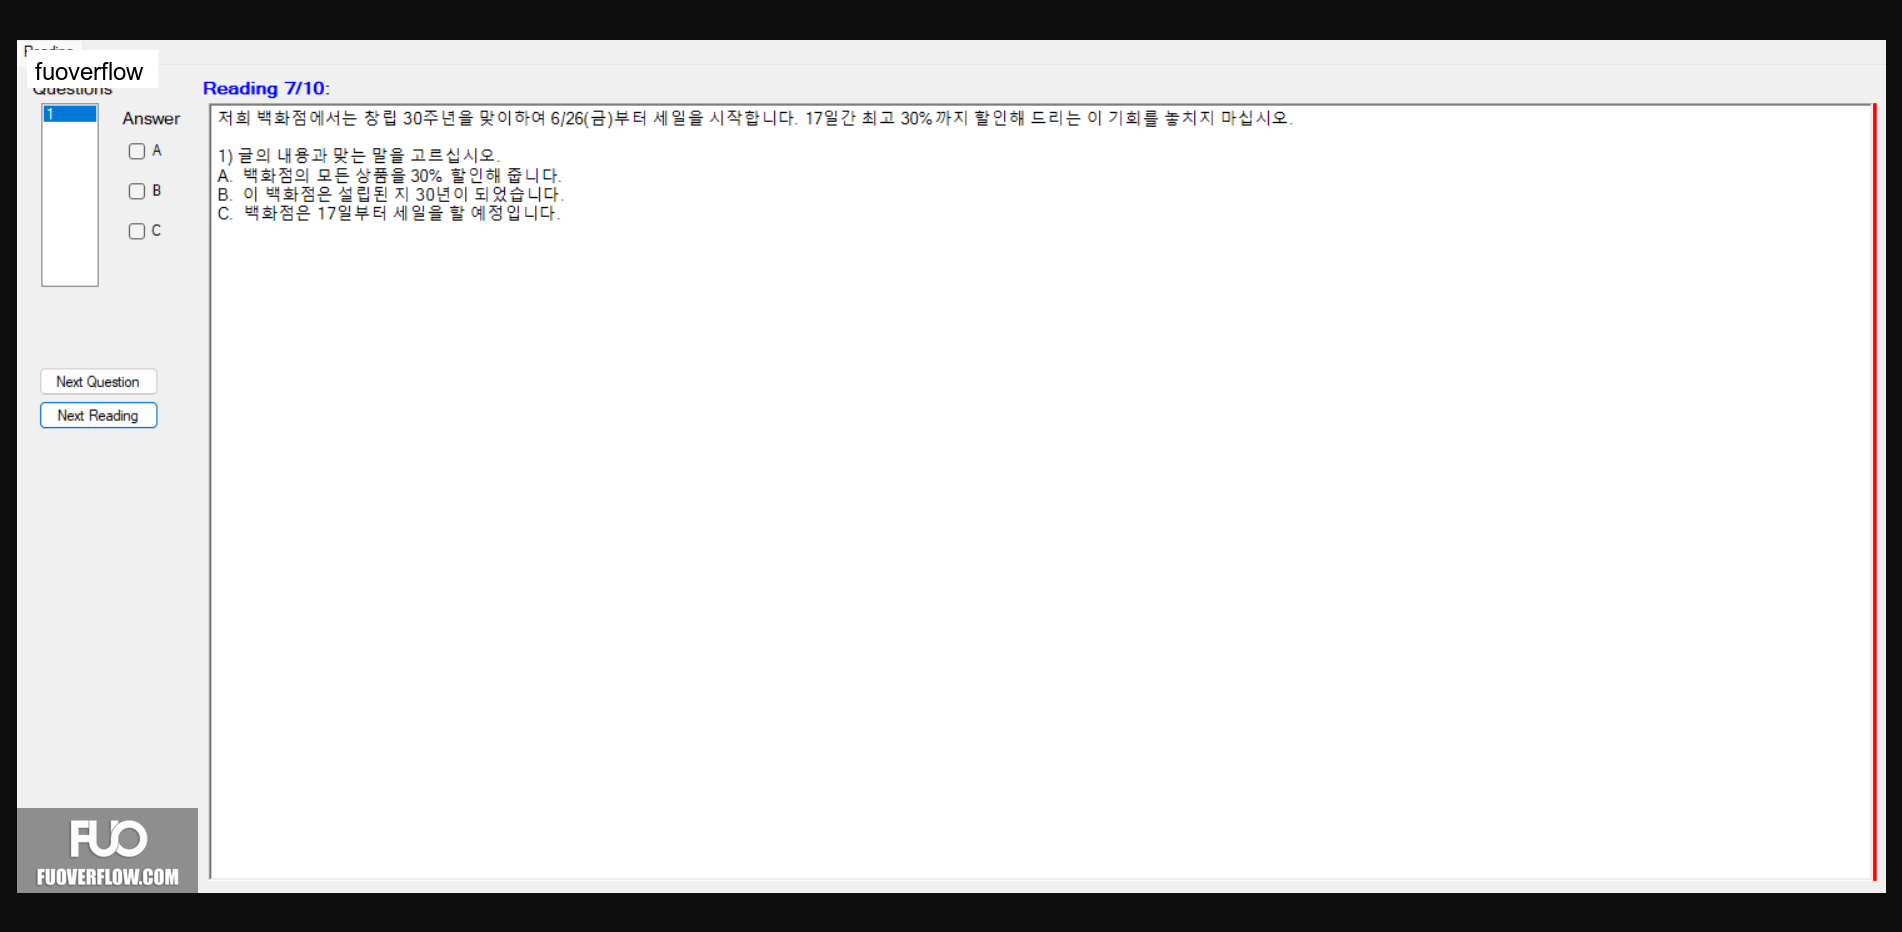 fuoverflow
Questions
Reading 7/10:
1
Answer
A
B
C
저희 백화점에서는 창립 30주년을 맞이하여 6/26(금)부터 세일을 시작합니다. 17일간 최고 30%까지 할인해 드리는 이 기회를 놓치지 마십시오.
1) 글의 내용과 맞는 말을 고르십시오.
A. 백화점의 모든 상품을 30% 할인해 줍니다.
B. 이 백화점은 설립된 지 30년이 되었습니다.
C. 백화점은 17일부터 세일을 할 예정입니다.
Next Question
Next Reading
FUO
FUOVERFLOW.COM